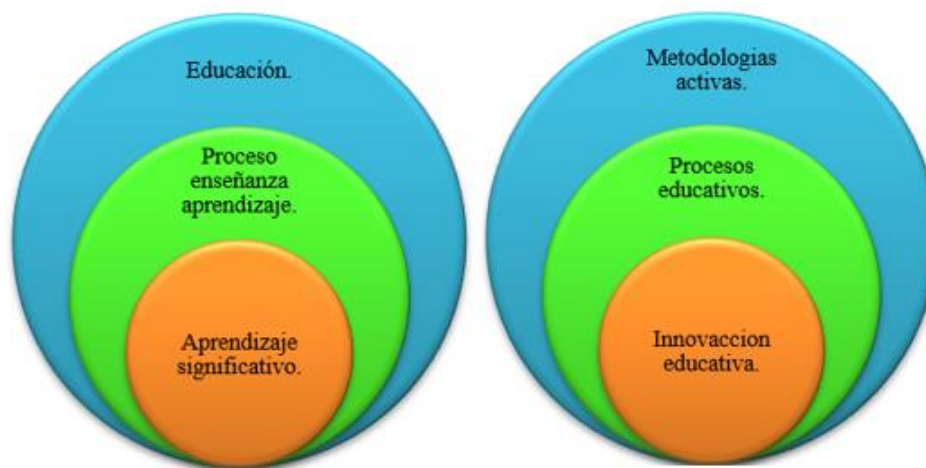 Educación.
Proceso
enseñanza
aprendizaje.
Aprendizaje
significativo.
Metodologias
activas.
Procesos
educativos.
Innovaccion
educativa.